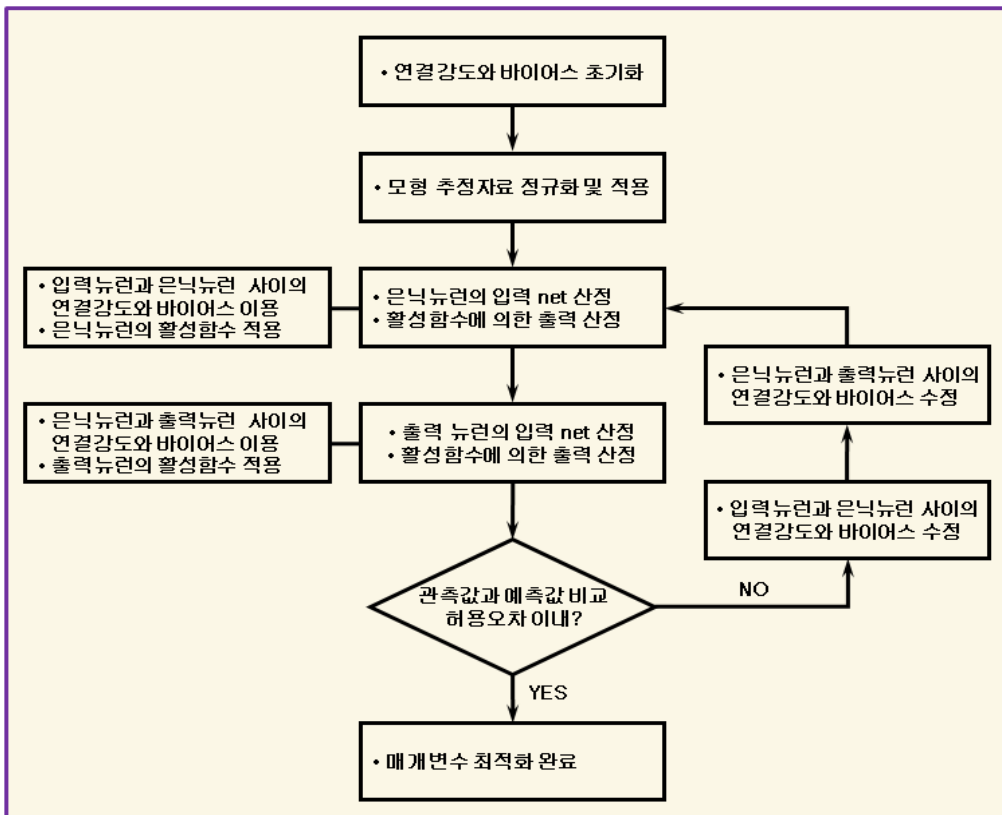 • 연결강도와 바이어스 초기화
• 모형 추정자료 정규화 및 적용
• 입력뉴런과 은닉뉴런 사이의
연결강도와 바이어스 이용
• 은닉뉴런의 활성함수 적용
• 은닉뉴런의 입력 net 산정
• 활성함수에 의한 출력 산정
• 은닉뉴런과 출력뉴런 사이의
연결강도와 바이어스 수정
• 은닉뉴런과 출력뉴런 사이의
연결강도와 바이어스 이용
• 출력뉴런의 활성함수 적용
• 출력 뉴런의 입력 net 산정
• 활성함수에 의한 출력 산정
• 입력뉴런과 은닉뉴런 사이의
연결강도와 바이어스 수정
관측값과 예측값 비교
허용오차 이내?
NO
YES
• 매개변수 최적화 완료